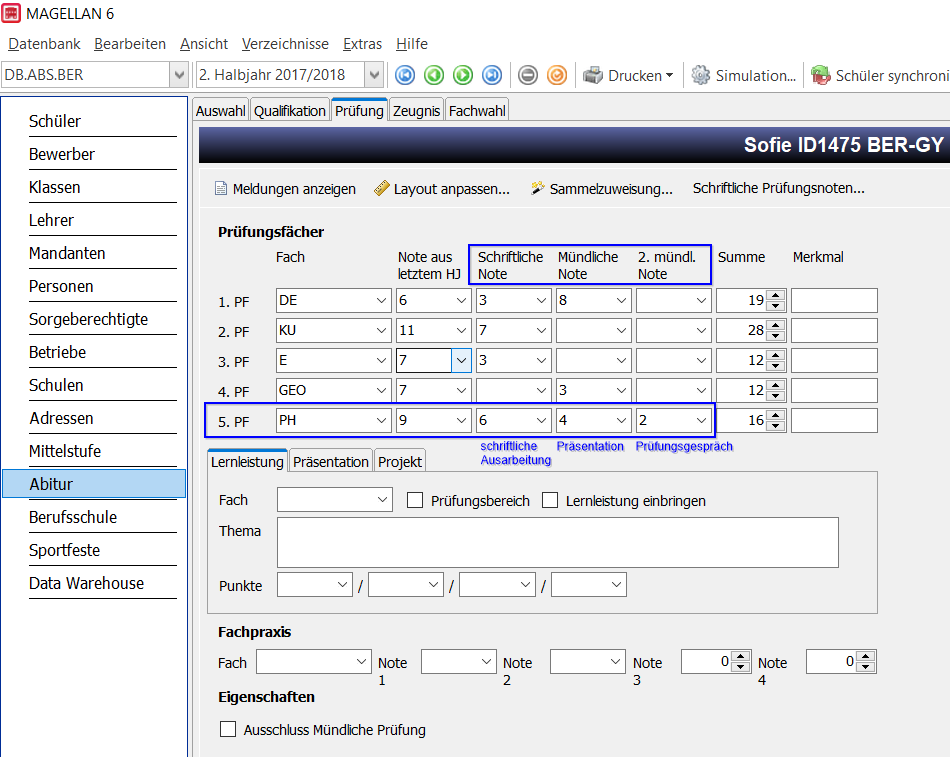 MAGELLAN 6
Datenbank Bearbeiten Ansicht Verzeichnisse Extras Hilfe
DB.ABS.BER 2. Halbjahr 2017/2018 Drucken Simulation... Schüler synchroni
Schüler
Bewerber
Klassen
Lehrer
Mandanten
Personen
Sorgeberechtigte
Betriebe
Schulen
Adressen
Mittelstufe
Abitur
Berufsschule
Sportfeste
Data Warehouse
Auswahl Qualifikation Prüfung Zeugnis Fachwahl
Sofie ID1475 BER-GY
Meldungen anzeigen Layout anpassen... Sammelzuweisung... Schriftliche Prüfungsnoten...
Prüfungsfächer
Fach Note aus Schriftliche Mündliche 2. mündl. Summe Merkmal
letztem HJ Note Note Note
1. PF DE 6 3 8 19
2. PF KU 11 7 28
3. PF E 7 3 12
4. PF GEO 7 3 12
5. PF PH 9 6 4 2 16
schriftliche Präsentation Prüfungsgespräch
Ausarbeitung
Lernleistung Präsentation Projekt
Fach Prüfungsbereich Lernleistung einbringen
Thema
Punkte / / /
Fachpraxis
Fach Note Note Note 0 Note 0
1 2 3 4
Eigenschaften
Ausschluss Mündliche Prüfung